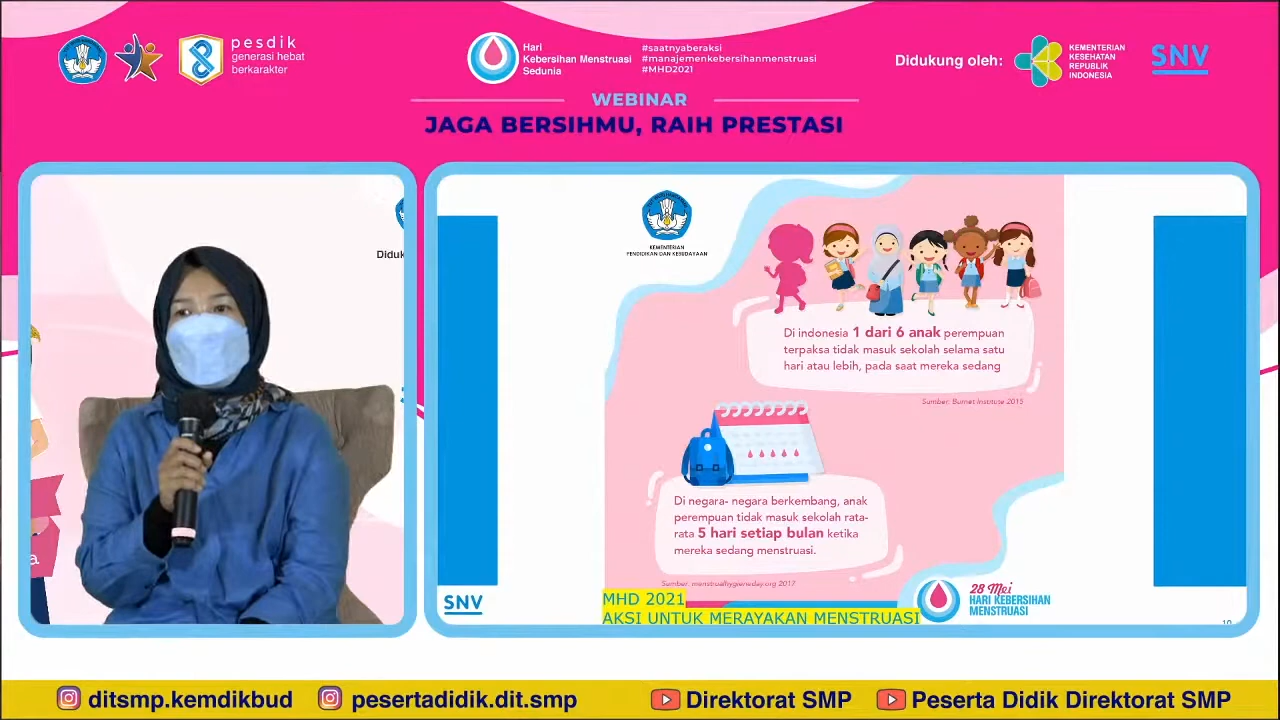 pesdik
generasi hebat
berkarakter
Hari
Kebersihan Menstruasi
Sedunia
#saatnyaberaksi
#manajemenkebersihanmenstruasi
#MHD2021
Didukung oleh:
KEMENTERIAN
KESEHATAN
REPUBLIK
INDONESIA
SNV
WEBINAR
JAGA BERSIHMU, RAIH PRESTASI
Diduk
a
KEMENTERIAN
PENDIDIKAN DAN KEBUDAYAAN
Di indonesia 1 dari 6 anak perempuan
terpaksa tidak masuk sekolah selama satu
hari atau lebih, pada saat mereka sedang
Sumber: Burnet Institute 2015
Di negara- negara berkembang, anak
perempuan tidak masuk sekolah rata-
rata 5 hari setiap bulan ketika
mereka sedang menstruasi.
Sumber: menstrualhygieneday.org 2017
SNV
MHD 2021
AKSI UNTUK MERAYAKAN MENSTRUASI
28 Mei
HARI KEBERSIHAN
MENSTRUASI
ditsmp.kemdikbud
pesertadidik.dit.smp
Direktorat SMP
Peserta Didik Direktorat SMP